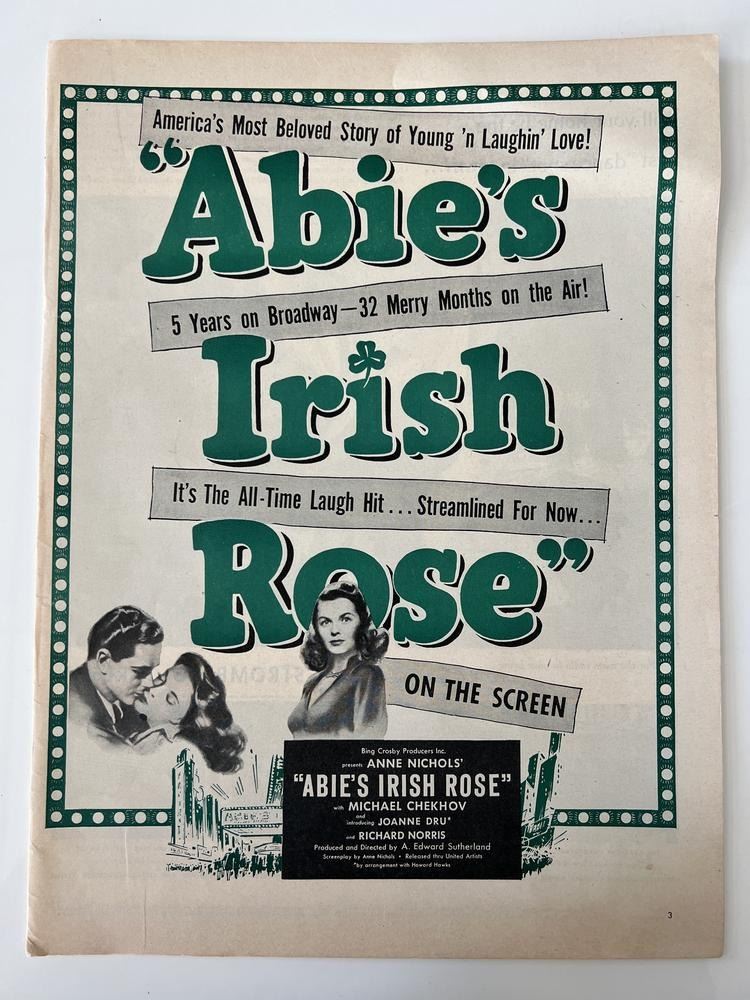 America's Most Beloved Story of Young 'n Laughin' Love!
“Abie's
5 Years on Broadway—32 Merry Months on the Air!
Irish
It's The All-Time Laugh Hit...Streamlined For Now...
Rose”
ON THE SCREEN
Bing Crosby Producers Inc.
presents ANNE NICHOLS'
"ABIE'S IRISH ROSE"
with MICHAEL CHEKHOV
and
introducing JOANNE DRU*
and RICHARD NORRIS
Produced and Directed by A. Edward Sutherland
Screenplay by Anne Nichols • Released thru United Artists
*by arrangement with Howard Hawks
3